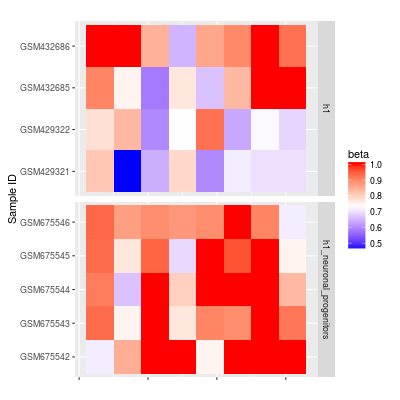 Sample ID
GSM432686
GSM432685
GSM429322
GSM429321
h1
GSM675546
GSM675545
GSM675544
GSM675543
GSM675542
h1_neuronal_progenitors
beta
1.0
0.9
0.8
0.7
0.6
0.5